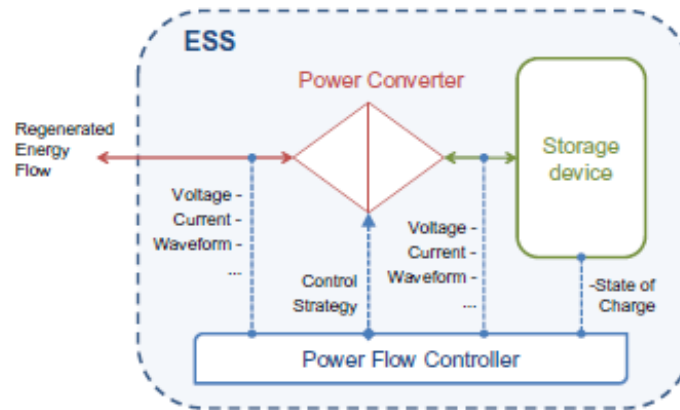 ESS
Power Converter
Regenerated
Energy
Flow
Storage
device
Voltage -
Current -
Waveform -
...
Voltage -
Current -
Waveform -
...
Control
Strategy
-State of
Charge
Power Flow Controller